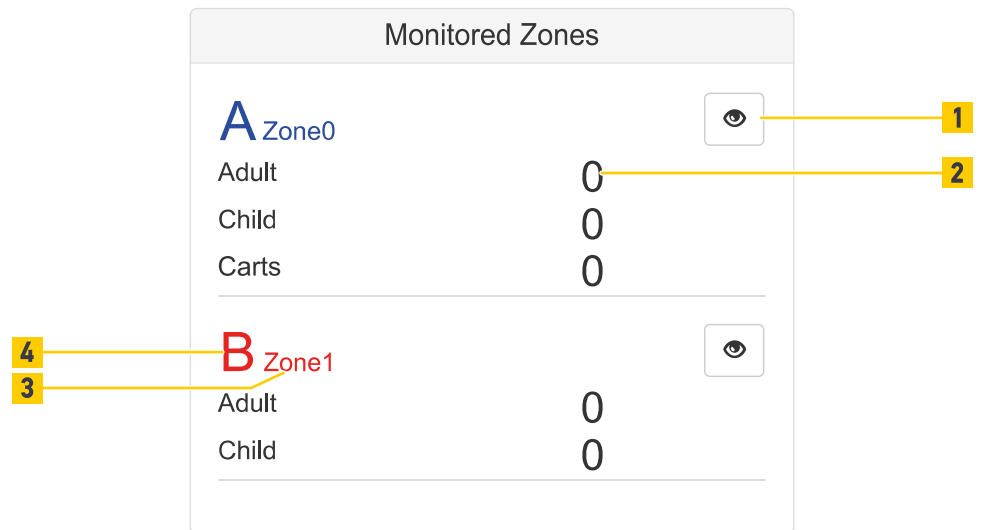 Monitored Zones
A Zone0
1
Adult 0 2
Child 0
Carts 0
4 B Zone1
3
Adult 0
Child 0